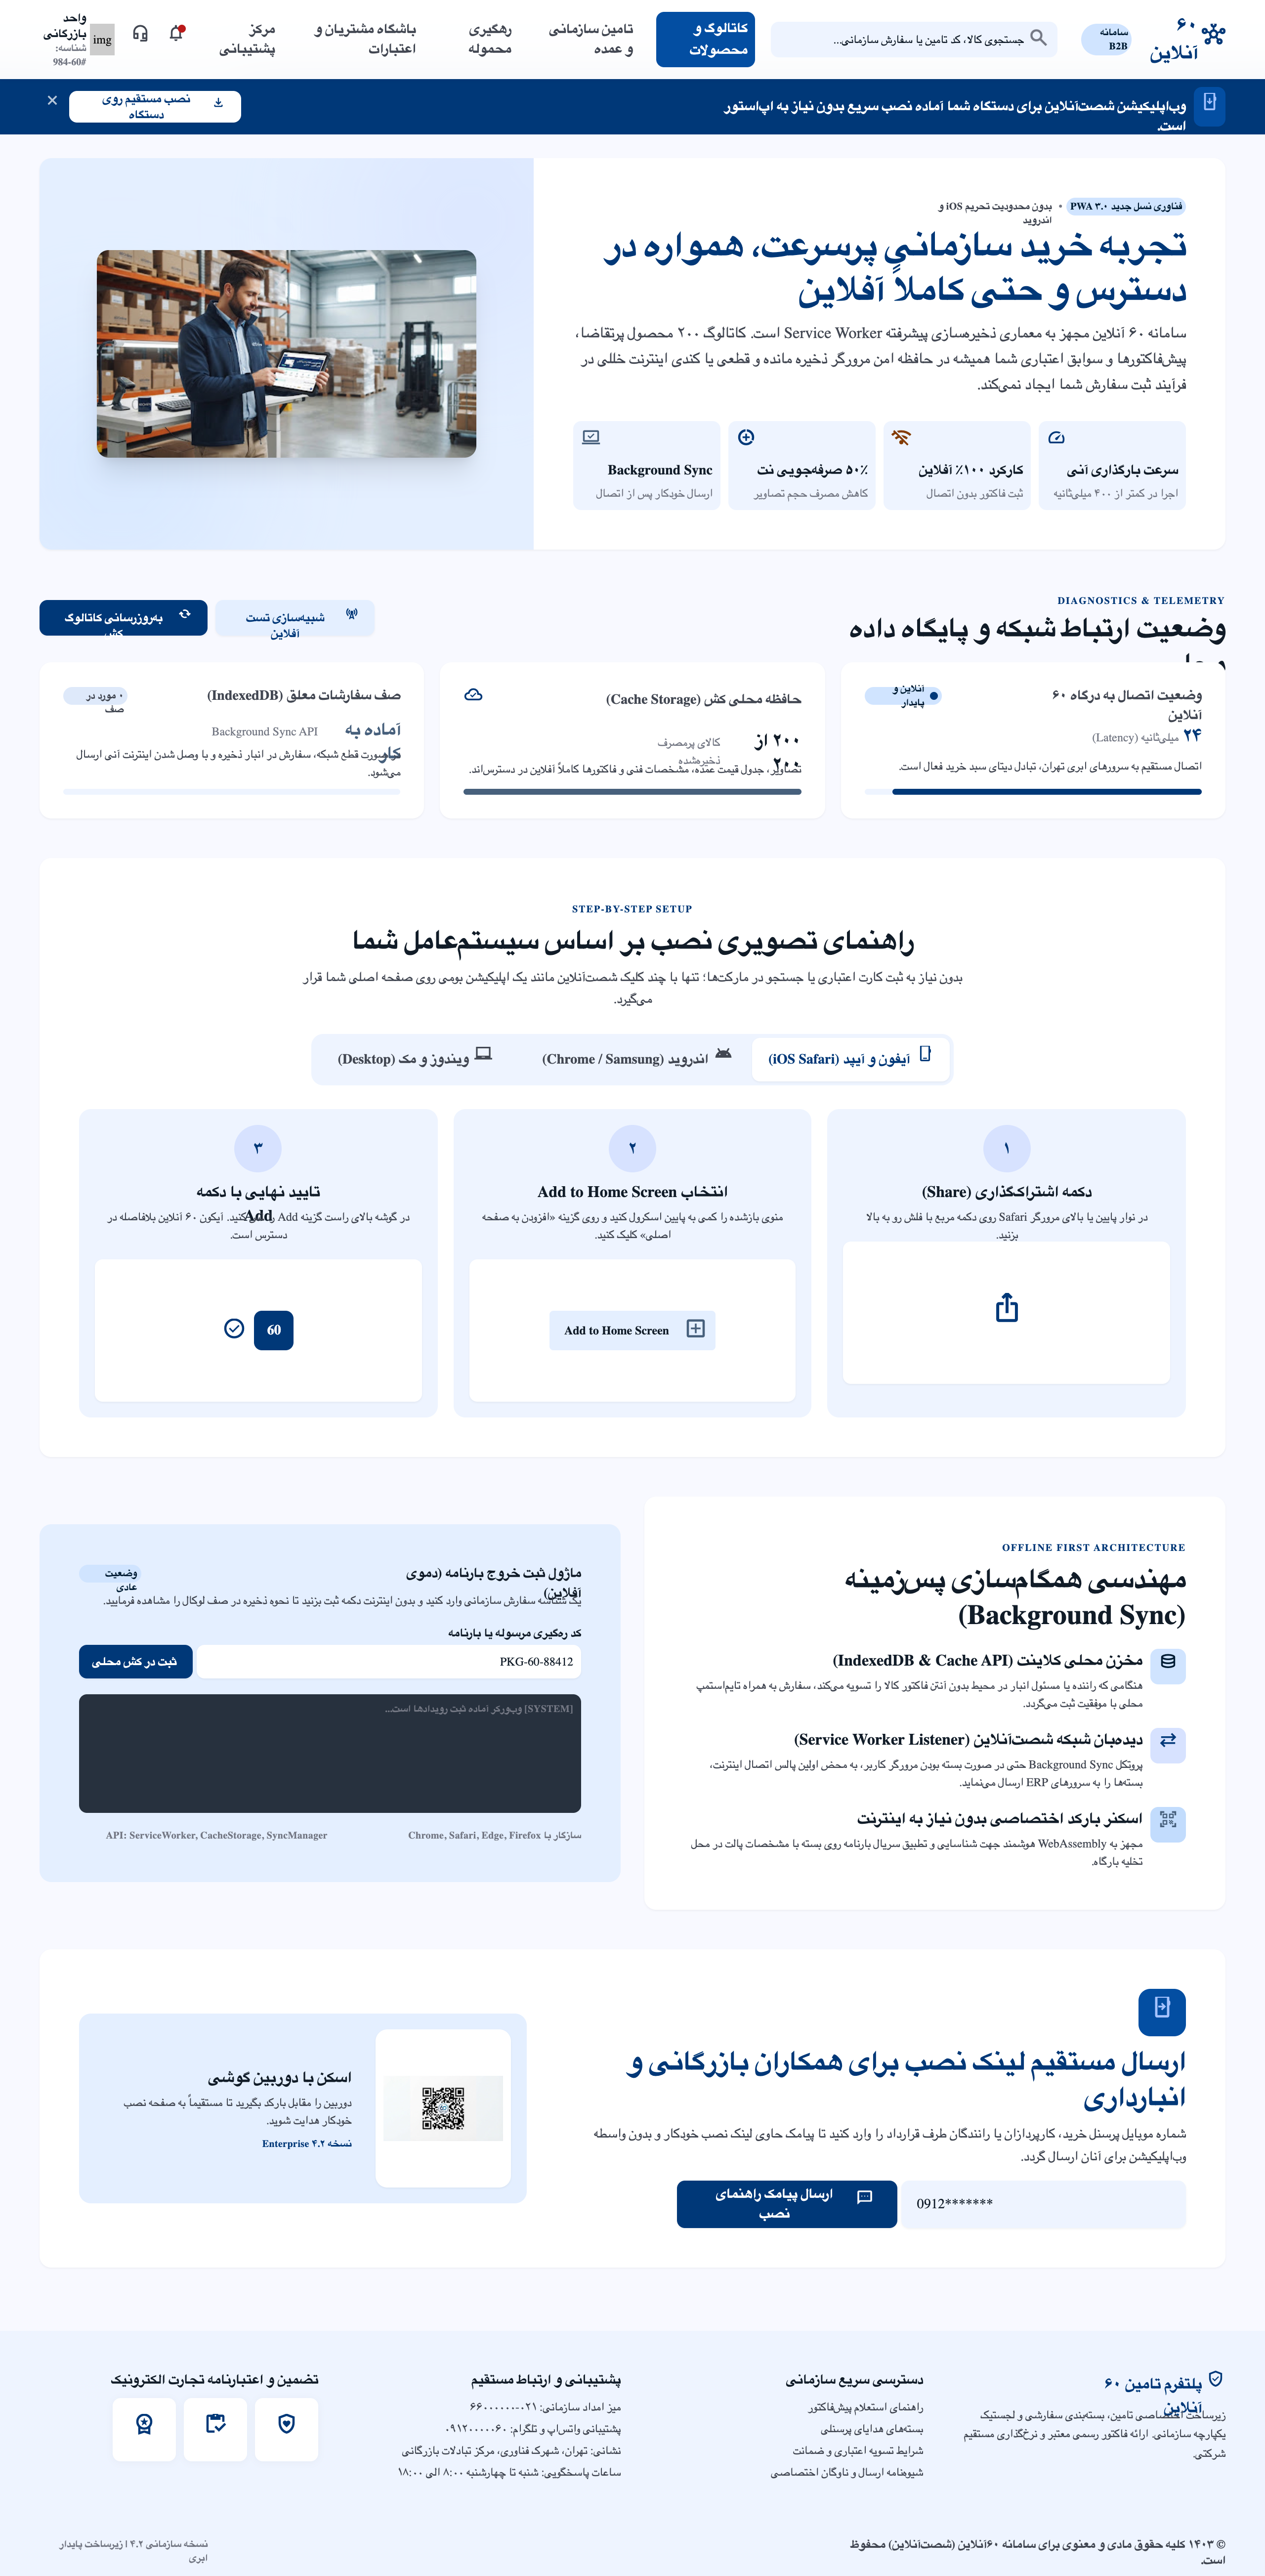 ۶۰
آنلاین
سامانه
B2B
جستجوی کالا، کد تامین یا سفارش سازمانی...
کاتالوگ و
محصولات
تامین سازمانی
و عمده
رهگیری
محموله
باشگاه مشتریان و
اعتبارات
مرکز
پشتیبانی
img
واحد
بازرگانی
شناسه:
984-60#
وب‌اپلیکیشن شصت‌آنلاین برای دستگاه شما آماده نصب سریع بدون نیاز به اپ‌استور
است.
نصب مستقیم روی
دستگاه
فناوری نسل جدید PWA ۳.۰
• بدون محدودیت تحریم iOS و
اندروید
تجربه خرید سازمانی پرسرعت، همواره در
دسترس و حتی کاملاً آفلاین
سامانه ۶۰ آنلاین مجهز به معماری ذخیره‌سازی پیشرفته Service Worker است. کاتالوگ ۲۰۰ محصول پرتقاضا،
پیش‌فاکتورها و سوابق اعتباری شما همیشه در حافظه امن مرورگر ذخیره مانده و قطعی یا کندی اینترنت خللی در
فرآیند ثبت سفارش شما ایجاد نمی‌کند.
سرعت بارگذاری آنی
اجرا در کمتر از ۴۰۰ میلی‌ثانیه
کارکرد ۱۰۰٪ آفلاین
ثبت فاکتور بدون اتصال
۵۰٪ صرفه‌جویی نت
کاهش مصرف حجم تصاویر
Background Sync
ارسال خودکار پس از اتصال
DIAGNOSTICS & TELEMETRY
وضعیت ارتباط شبکه و پایگاه داده
شبیه‌سازی تست
آفلاین
به‌روزرسانی کاتالوگ
کش
وضعیت اتصال به درگاه ۶۰
آنلاین
آنلاین و
پایدار
۲۴ میلی‌ثانیه (Latency)
اتصال مستقیم به سرورهای ابری تهران، تبادل دیتای سبد خرید فعال است.
حافظه محلی کش (Cache Storage)
۲۰۰ از
۲۰۰
کالای پرمصرف
ذخیره‌شده
تصاویر، جدول قیمت عمده، مشخصات فنی و فاکتورها کاملاً آفلاین در دسترس‌اند.
صف سفارشات معلق (IndexedDB)
۰ مورد در
صف
آماده به
کار
Background Sync API
در صورت قطع شبکه، سفارش در انبار ذخیره و با وصل شدن اینترنت آنی ارسال
می‌شود.
STEP-BY-STEP SETUP
راهنمای تصویری نصب بر اساس سیستم‌عامل شما
بدون نیاز به ثبت کارت اعتباری یا جستجو در مارکت‌ها؛ تنها با چند کلیک شصت‌آنلاین مانند یک اپلیکیشن بومی روی صفحه اصلی شما قرار
می‌گیرد.
آیفون و آیپد (iOS Safari)
اندروید (Chrome / Samsung)
ویندوز و مک (Desktop)
۱
دکمه اشتراک‌گذاری (Share)
در نوار پایین یا بالای مرورگر Safari روی دکمه مربع با فلش رو به بالا
بزنید.
۲
انتخاب Add to Home Screen
منوی بازشده را کمی به پایین اسکرول کنید و روی گزینه «افزودن به صفحه
اصلی» کلیک کنید.
Add to Home Screen
۳
تایید نهایی با دکمه
Add
در گوشه بالای راست گزینه Add را لمس کنید. آیکون ۶۰ آنلاین بلافاصله در
دسترس است.
60
OFFLINE FIRST ARCHITECTURE
مهندسی همگام‌سازی پس‌زمینه
(Background Sync)
مخزن محلی کلاینت (IndexedDB & Cache API)
هنگامی که راننده یا مسئول انبار در محیط بدون آنتن فاکتور کالا را تسویه می‌کند، سفارش به همراه تایم‌استمپ
محلی با موفقیت ثبت می‌گردد.
دیده‌بان شبکه شصت‌آنلاین (Service Worker Listener)
پروتکل Background Sync حتی در صورت بسته بودن مرورگر کاربر، به محض اولین پالس اتصال اینترنت،
بسته‌ها را به سرورهای ERP ارسال می‌نماید.
اسکنر بارکد اختصاصی بدون نیاز به اینترنت
مجهز به WebAssembly هوشمند جهت شناسایی و تطبیق سریال بارنامه روی بسته با مشخصات پالت در محل
تخلیه بارگاه.
ماژول ثبت خروج بارنامه (دموی
آفلاین)
وضعیت
عادی
یک شناسه سفارش سازمانی وارد کنید و بدون اینترنت دکمه ثبت بزنید تا نحوه ذخیره در صف لوکال را مشاهده فرمایید.
کد رهگیری مرسوله یا بارنامه
PKG-60-88412
ثبت در کش محلی
[SYSTEM] وب‌ورکر آماده ثبت رویدادها است...
سازگار با Chrome, Safari, Edge, Firefox
API: ServiceWorker, CacheStorage, SyncManager
ارسال مستقیم لینک نصب برای همکاران بازرگانی و
انبارداری
شماره موبایل پرسنل خرید، کارپردازان یا رانندگان طرف قرارداد را وارد کنید تا پیامک حاوی لینک نصب خودکار و بدون واسطه
وب‌اپلیکیشن برای آنان ارسال گردد.
0912*******
ارسال پیامک راهنمای
نصب
اسکن با دوربین گوشی
دوربین را مقابل بارکد بگیرید تا مستقیماً به صفحه نصب
خودکار هدایت شوید.
نسخه ۴.۲ Enterprise
پلتفرم تامین ۶۰
آنلاین
زیرساخت اختصاصی تامین، بسته‌بندی سفارشی و لجستیک
یکپارچه سازمانی. ارائه فاکتور رسمی معتبر و نرخ‌گذاری مستقیم
شرکتی.
دسترسی سریع سازمانی
راهنمای استعلام پیش‌فاکتور
بسته‌های هدایای پرسنلی
شرایط تسویه اعتباری و ضمانت
شیوه‌نامه ارسال و ناوگان اختصاصی
پشتیبانی و ارتباط مستقیم
میز امداد سازمانی: ۰۲۱-۶۶۰۰۰۰۰۰
پشتیبانی واتس‌اپ و تلگرام: ۰۹۱۲۰۰۰۰۰۶۰
نشانی: تهران، شهرک فناوری، مرکز تبادلات بازرگانی
ساعات پاسخگویی: شنبه تا چهارشنبه ۸:۰۰ الی ۱۸:۰۰
تضمین و اعتبارنامه تجارت الکترونیک
© ۱۴۰۳ کلیه حقوق مادی و معنوی برای سامانه ۶۰آنلاین (شصت‌آنلاین) محفوظ
است.
نسخه سازمانی ۴.۲ | زیرساخت پایدار
ابری